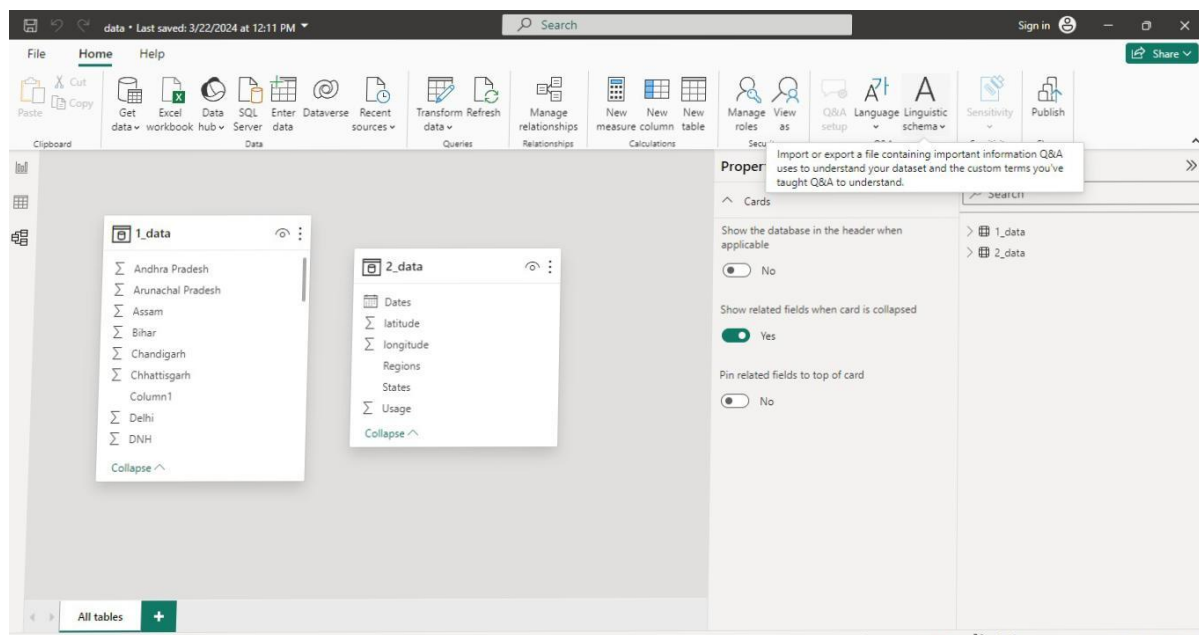 data • Last saved: 3/22/2024 at 12:11 PM
Search
Sign in
File Home Help
Share
Paste
Cut
Copy
Get data
Excel workbook
Data hub
SQL Server
Enter data
Dataverse
Recent sources
Transform data
Refresh
Manage relationships
New measure
New column
New table
Manage roles
View as
Q&A setup
Language
Linguistic schema
Sensitivity
Publish
Clipboard
Data
Queries
Relationships
Calculations
Import or export a file containing important information Q&A
uses to understand your dataset and the custom terms you've
taught Q&A to understand.
1_data
Andhra Pradesh
Arunachal Pradesh
Assam
Bihar
Chandigarh
Chhattisgarh
Column1
Delhi
DNH
Collapse
2_data
Dates
latitude
longitude
Regions
States
Usage
Collapse
Cards
Show the database in the header when
applicable
No
Show related fields when card is collapsed
Yes
Pin related fields to top of card
No
Search
1_data
2_data
All tables